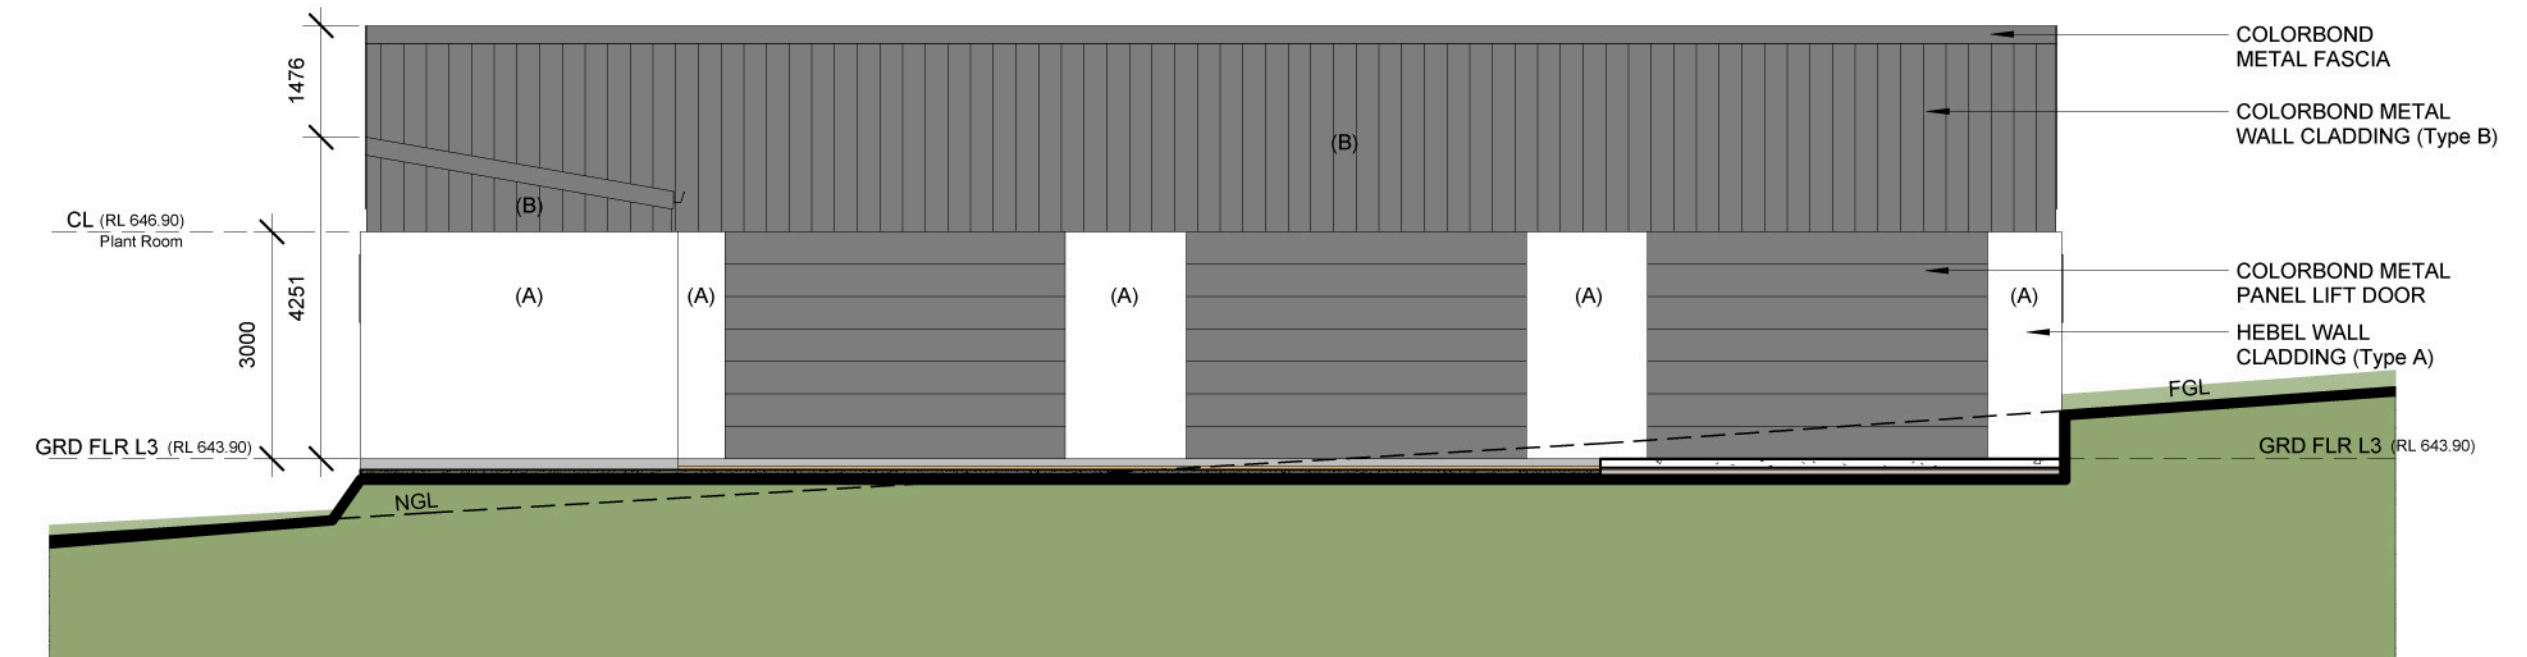 1476
COLORBOND
METAL FASCIA
COLORBOND METAL
WALL CLADDING (Type B)
(B)
(B)
CL (RL 646.90)
Plant Room
4251
3000
(A)
(A)
(A)
(A)
(A)
COLORBOND METAL
PANEL LIFT DOOR
HEBEL WALL
CLADDING (Type A)
FGL
GRD FLR L3 (RL 643.90)
GRD FLR L3 (RL 643.90)
NGL